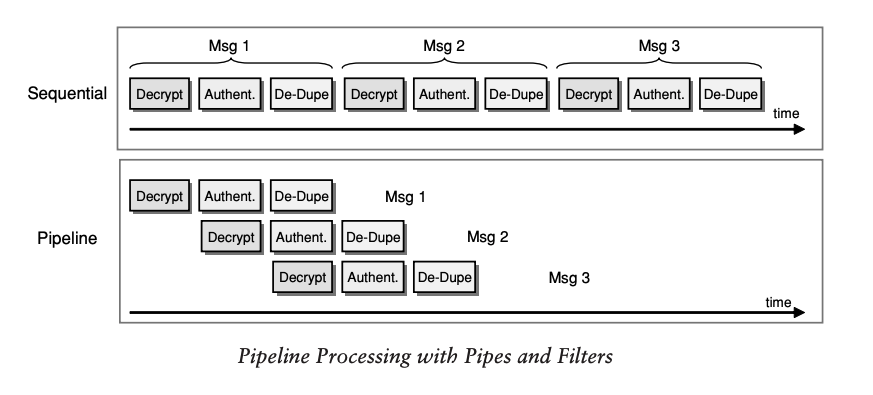 Msg 1 Msg 2 Msg 3
Sequential Decrypt Authent. De-Dupe Decrypt Authent. De-Dupe Decrypt Authent. De-Dupe
time
Decrypt Authent. De-Dupe Msg 1
Pipeline Decrypt Authent. De-Dupe Msg 2
Decrypt Authent. De-Dupe Msg 3
time
Pipeline Processing with Pipes and Filters